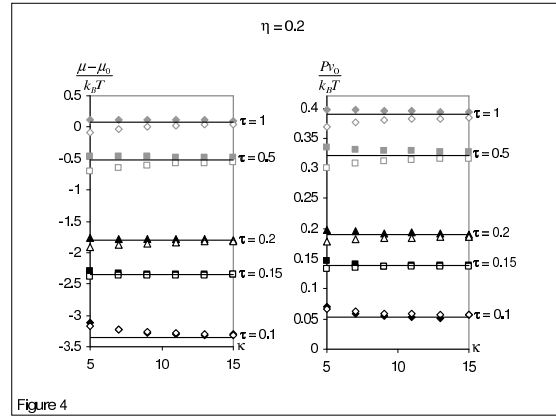 η = 0.2
μ − μ₀
k_B T
0.5
0
-0.5
-1
-1.5
-2
-2.5
-3
-3.5
5
10
15
κ
τ = 1
τ = 0.5
τ = 0.2
τ = 0.15
τ = 0.1
Pv₀
k_B T
0.4
0.35
0.3
0.25
0.2
0.15
0.1
0.05
0
5
10
15
κ
τ = 1
τ = 0.5
τ = 0.2
τ = 0.15
τ = 0.1
Figure 4